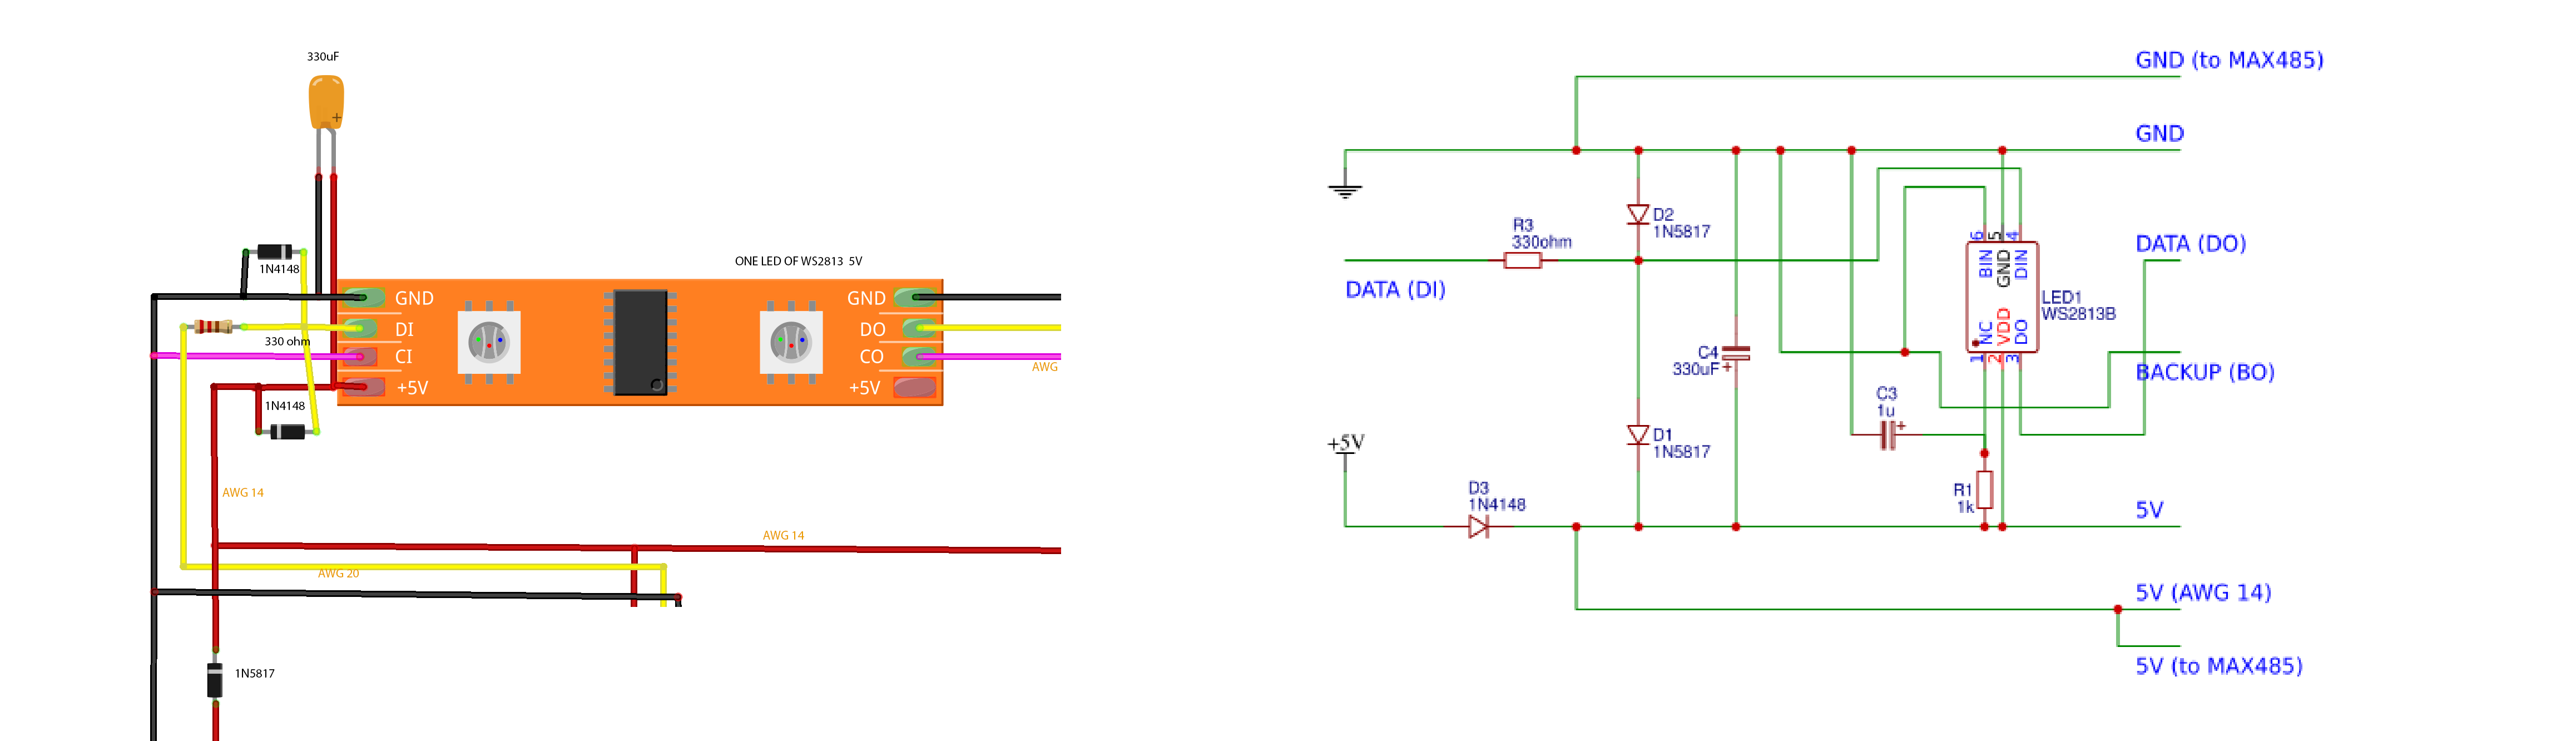 330uF
1N4148
ONE LED OF WS2813  5V
GND
DI
330 ohm
CI
+5V
GND
DO
CO
+5V
AWG
1N4148
AWG 14
AWG 14
AWG 20
1N5817
GND (to MAX485)
GND
D2
1N5817
R3
330ohm
DATA (DI)
DATA (DO)
6 5 4
BIN GND DIN
LED1
WS2813B
NC VDD DO
1 2 3
C4
330uF
+
BACKUP (BO)
C3
1u
+
+5V
D1
1N5817
D3
1N4148
R1
1k
5V
5V (AWG 14)
5V (to MAX485)